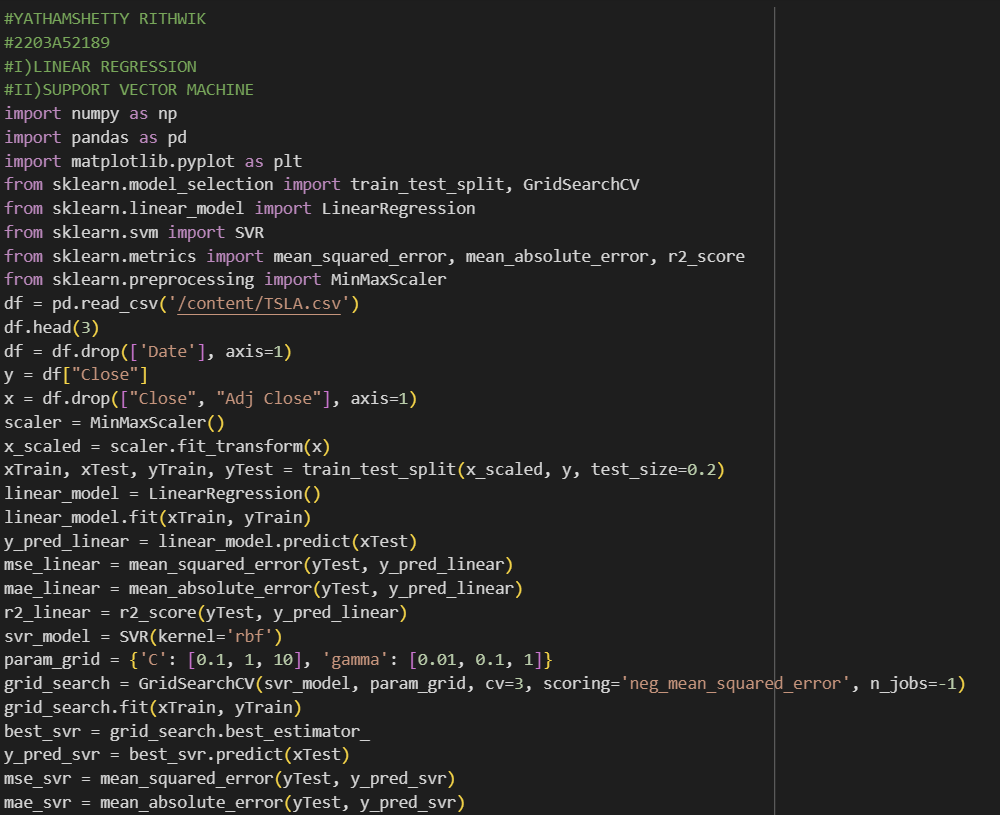 #YATHAMSHETTY RITHWIK
#2203A52189
#I)LINEAR REGRESSION
#II)SUPPORT VECTOR MACHINE
import numpy as np
import pandas as pd
import matplotlib.pyplot as plt
from sklearn.model_selection import train_test_split, GridSearchCV
from sklearn.linear_model import LinearRegression
from sklearn.svm import SVR
from sklearn.metrics import mean_squared_error, mean_absolute_error, r2_score
from sklearn.preprocessing import MinMaxScaler
df = pd.read_csv('/content/TSLA.csv')
df.head(3)
df = df.drop(['Date'], axis=1)
y = df["Close"]
x = df.drop(["Close", "Adj Close"], axis=1)
scaler = MinMaxScaler()
x_scaled = scaler.fit_transform(x)
xTrain, xTest, yTrain, yTest = train_test_split(x_scaled, y, test_size=0.2)
linear_model = LinearRegression()
linear_model.fit(xTrain, yTrain)
y_pred_linear = linear_model.predict(xTest)
mse_linear = mean_squared_error(yTest, y_pred_linear)
mae_linear = mean_absolute_error(yTest, y_pred_linear)
r2_linear = r2_score(yTest, y_pred_linear)
svr_model = SVR(kernel='rbf')
param_grid = {'C': [0.1, 1, 10], 'gamma': [0.01, 0.1, 1]}
grid_search = GridSearchCV(svr_model, param_grid, cv=3, scoring='neg_mean_squared_error', n_jobs=-1)
grid_search.fit(xTrain, yTrain)
best_svr = grid_search.best_estimator_
y_pred_svr = best_svr.predict(xTest)
mse_svr = mean_squared_error(yTest, y_pred_svr)
mae_svr = mean_absolute_error(yTest, y_pred_svr)